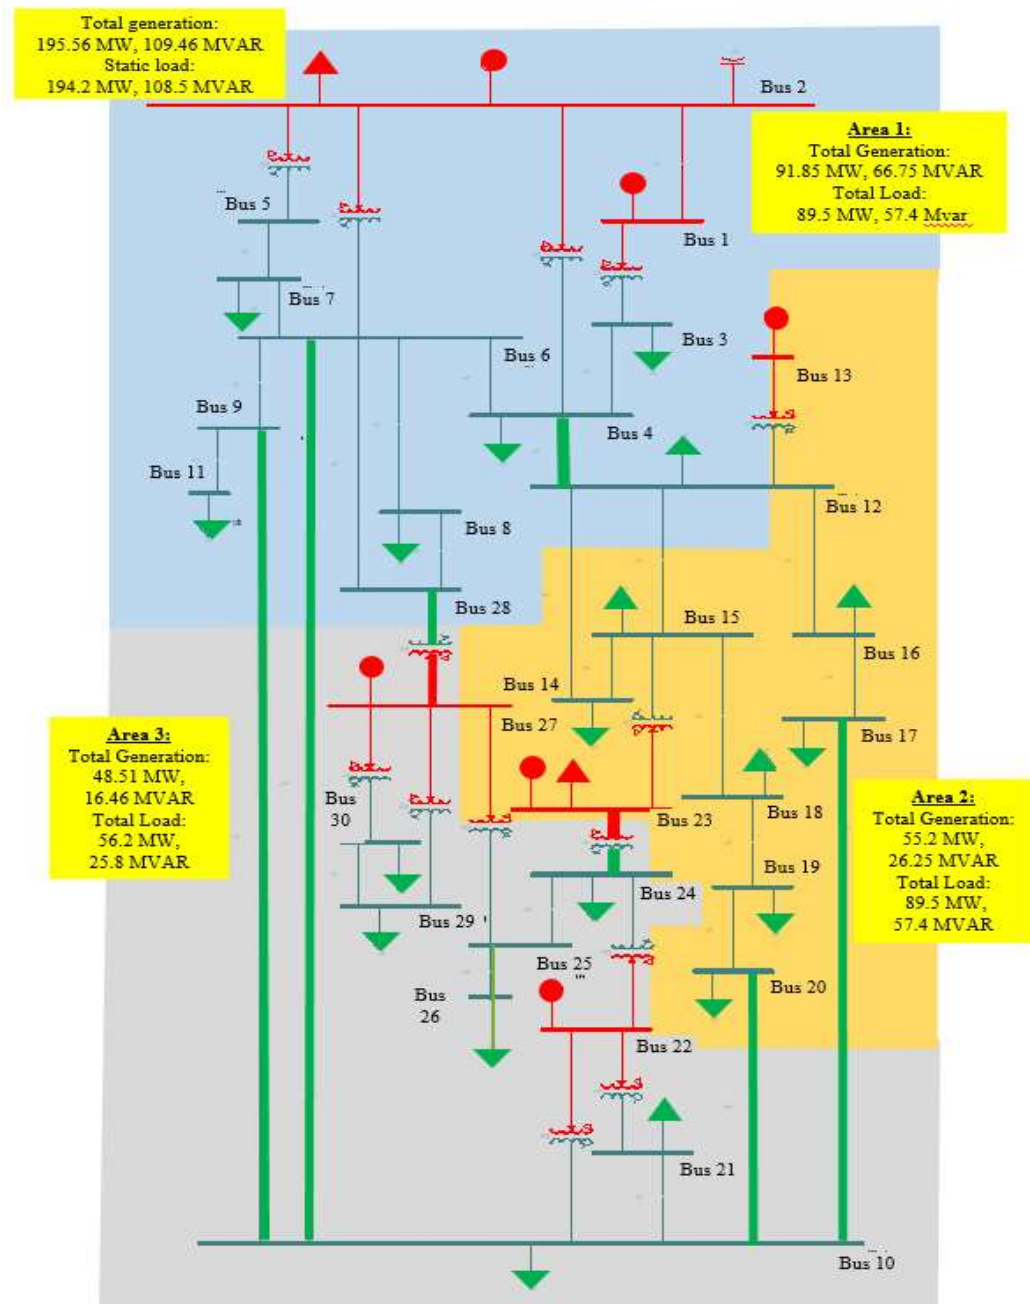 Total generation:
195.56 MW, 109.46 MVAR
Static load:
194.2 MW, 108.5 MVAR
Bus 2
Area 1:
Total Generation:
91.85 MW, 66.75 MVAR
Total Load:
89.5 MW, 57.4 Mvar
Bus 5
Bus 1
Bus 7
Bus 3
Bus 6
Bus 13
Bus 9
Bus 4
Bus 11
Bus 12
Bus 8
Bus 28
Bus 15
Bus 16
Bus 14
Bus 27
Bus 17
Area 3:
Total Generation:
48.51 MW,
16.46 MVAR
Total Load:
56.2 MW,
25.8 MVAR
Bus
30
Bus 23
Bus 18
Area 2:
Total Generation:
55.2 MW,
26.25 MVAR
Total Load:
89.5 MW,
57.4 MVAR
Bus 19
Bus 24
Bus 29
Bus 25
Bus 20
Bus
26
Bus 22
Bus 21
Bus 10